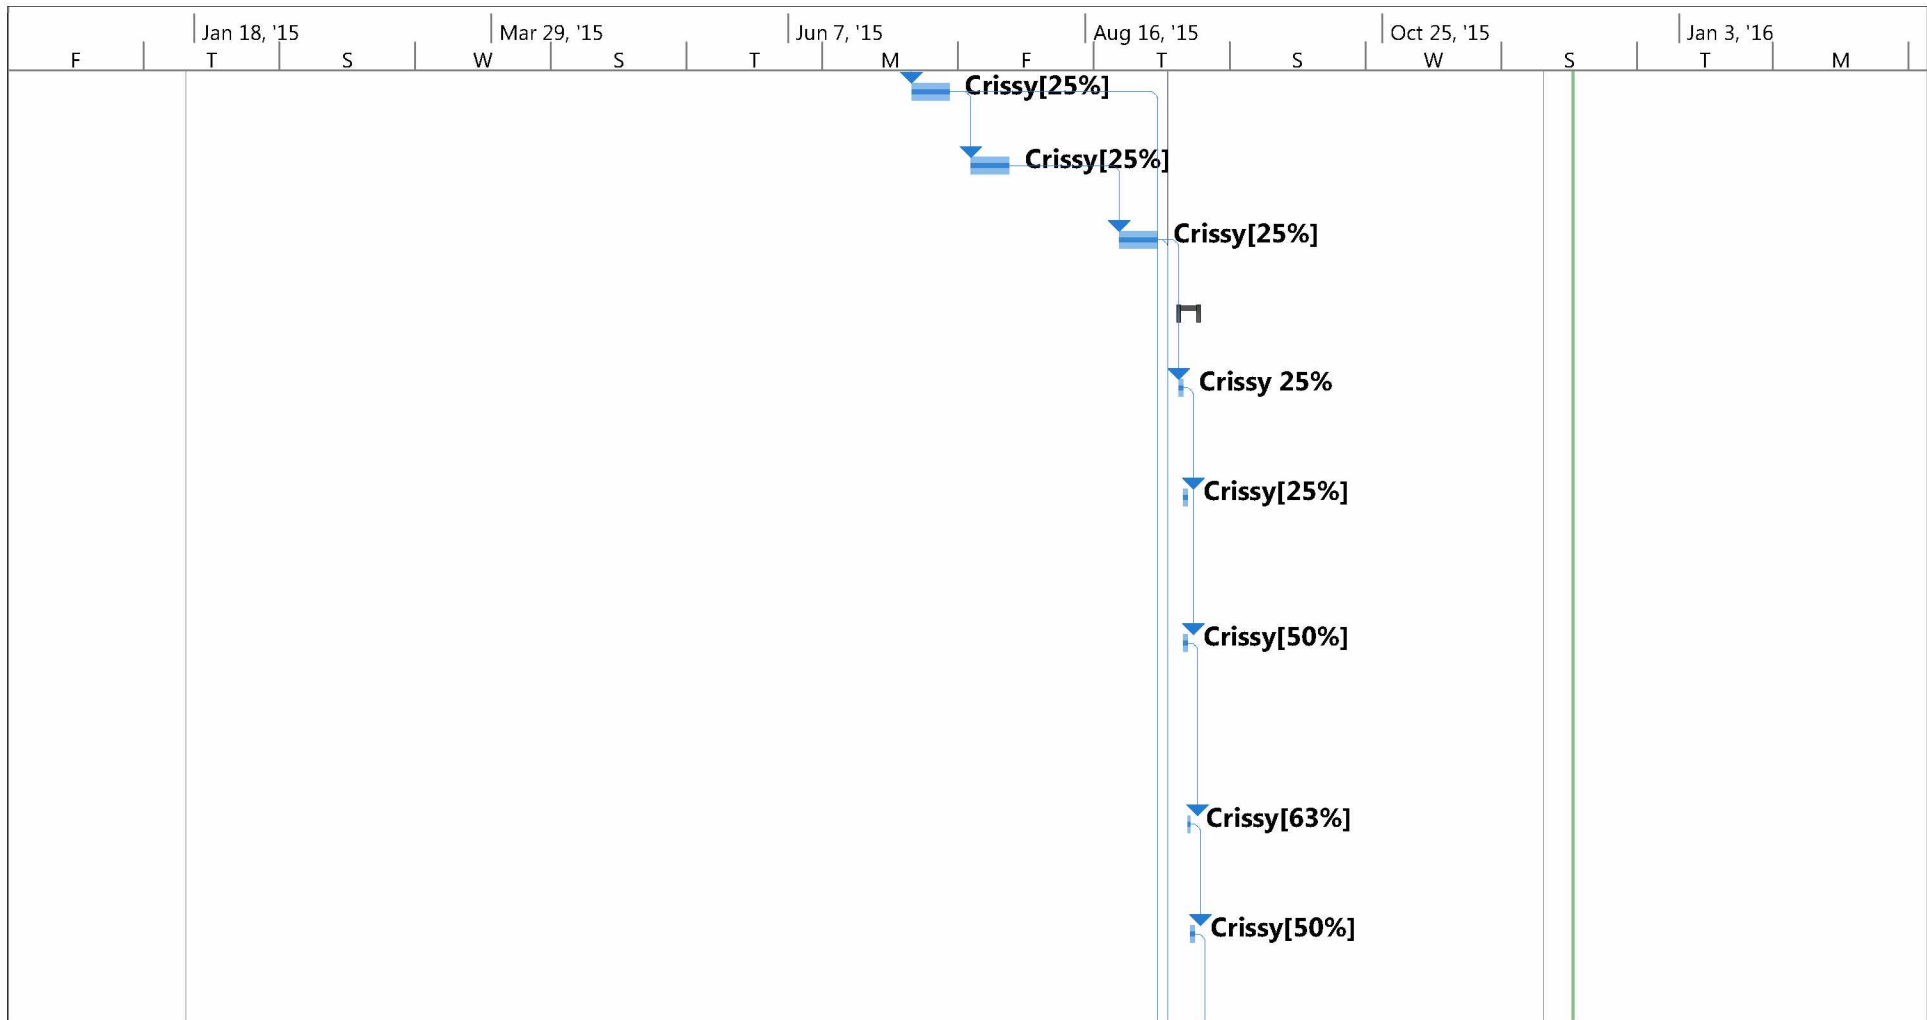 Jan 18, '15 Mar 29, '15 Jun 7, '15 Aug 16, '15 Oct 25, '15 Jan 3, '16
F T S W S T M F T S W S T M
Crissy[25%]
Crissy[25%]
Crissy[25%]
Crissy 25%
Crissy[25%]
Crissy[50%]
Crissy[63%]
Crissy[50%]